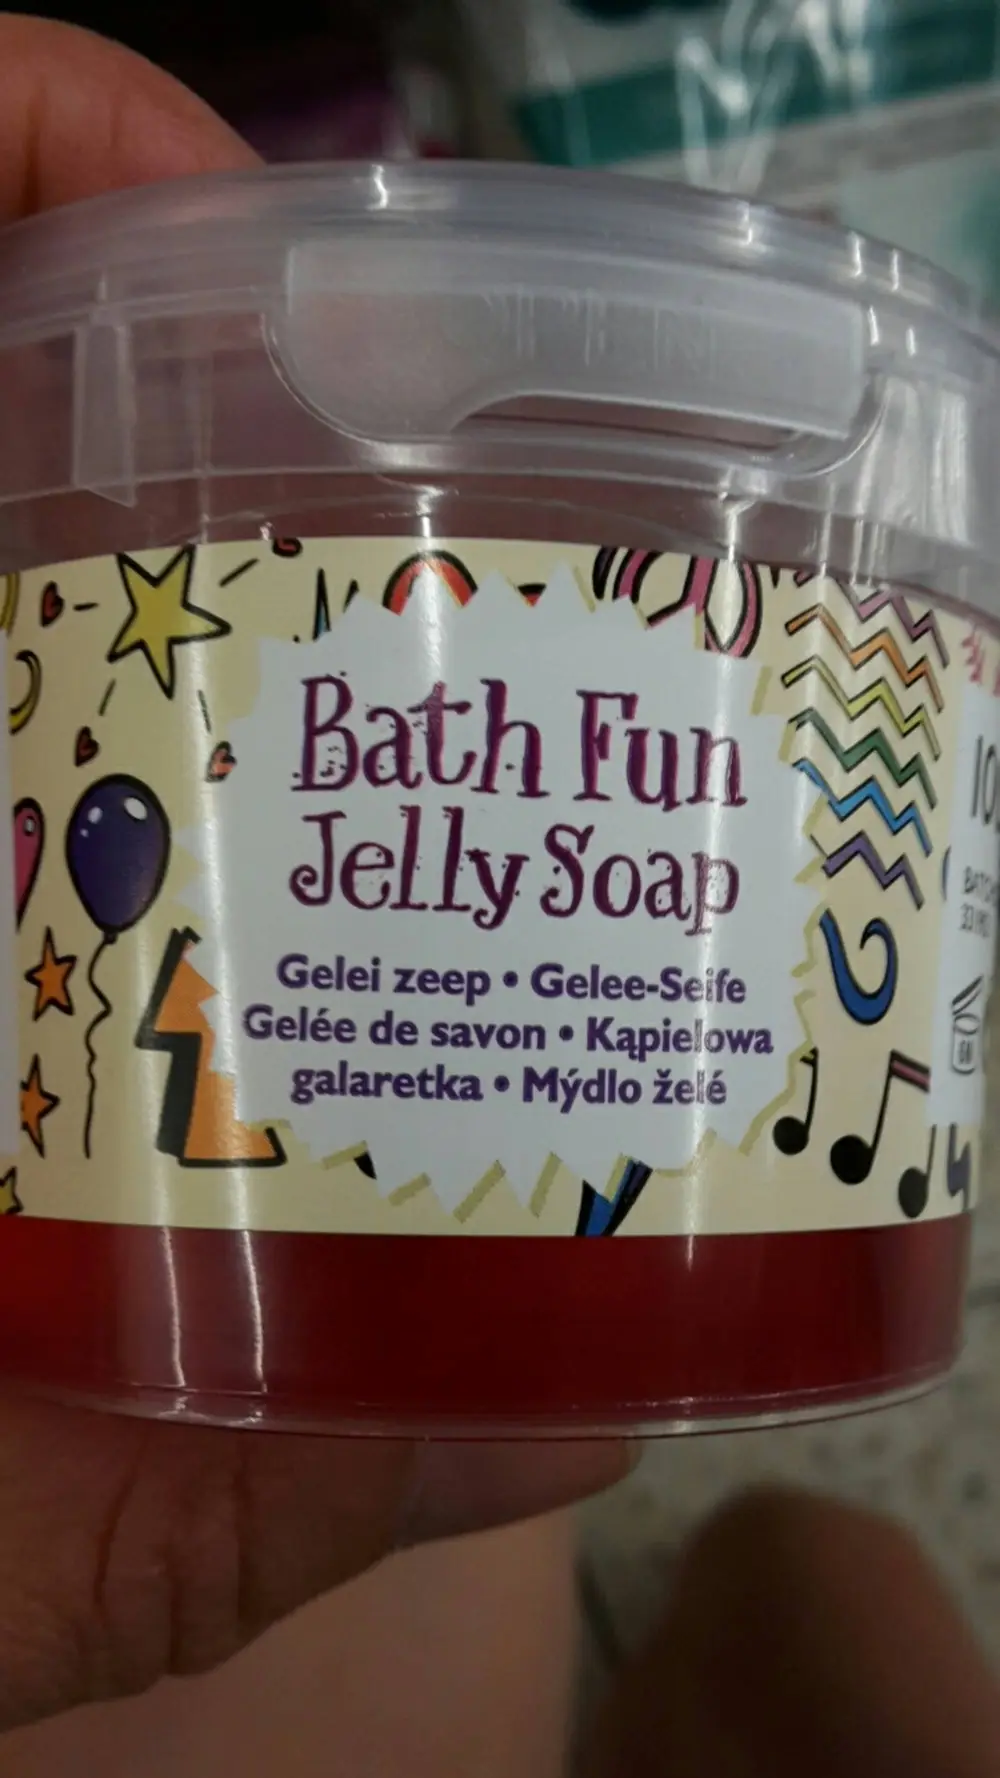 Bath Fun
Jelly Soap
Gelei zeep • Gelee-Seife
Gelée de savon • Kąpielowa
galaretka • Mýdlo želé